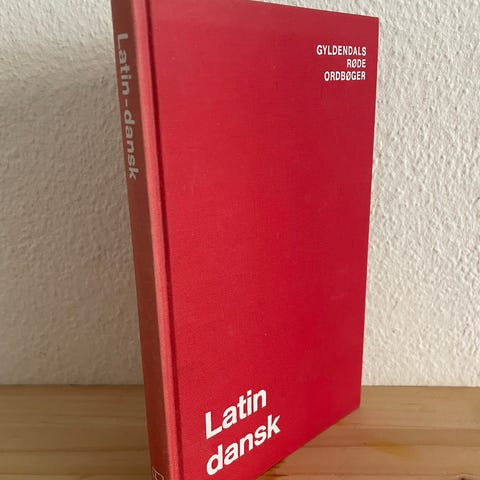 Latin-dansk
GYLDENDALS
RØDE
ORDBØGER
Latin
dansk